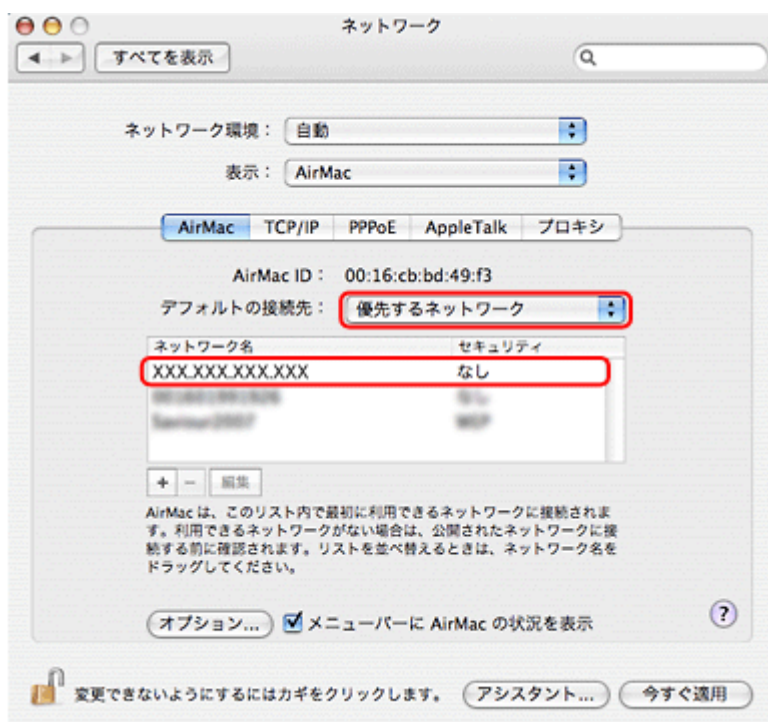 ネットワーク
すべてを表示
ネットワーク環境： 自動
表示： AirMac
AirMac TCP/IP PPPoE AppleTalk プロキシ
AirMac ID： 00:16:cb:bd:49:f3
デフォルトの接続先： 優先するネットワーク
ネットワーク名 セキュリティ
XXX.XXX.XXX.XXX なし
+ − 編集
AirMac は、このリスト内で最初に利用できるネットワークに接続されま
す。利用できるネットワークがない場合は、公開されたネットワークに接
続する前に確認されます。リストを並べ替えるときは、ネットワーク名を
ドラッグしてください。
オプション... メニューバーに AirMac の状況を表示 ?
変更できないようにするにはカギをクリックします。 アシスタント... 今すぐ適用